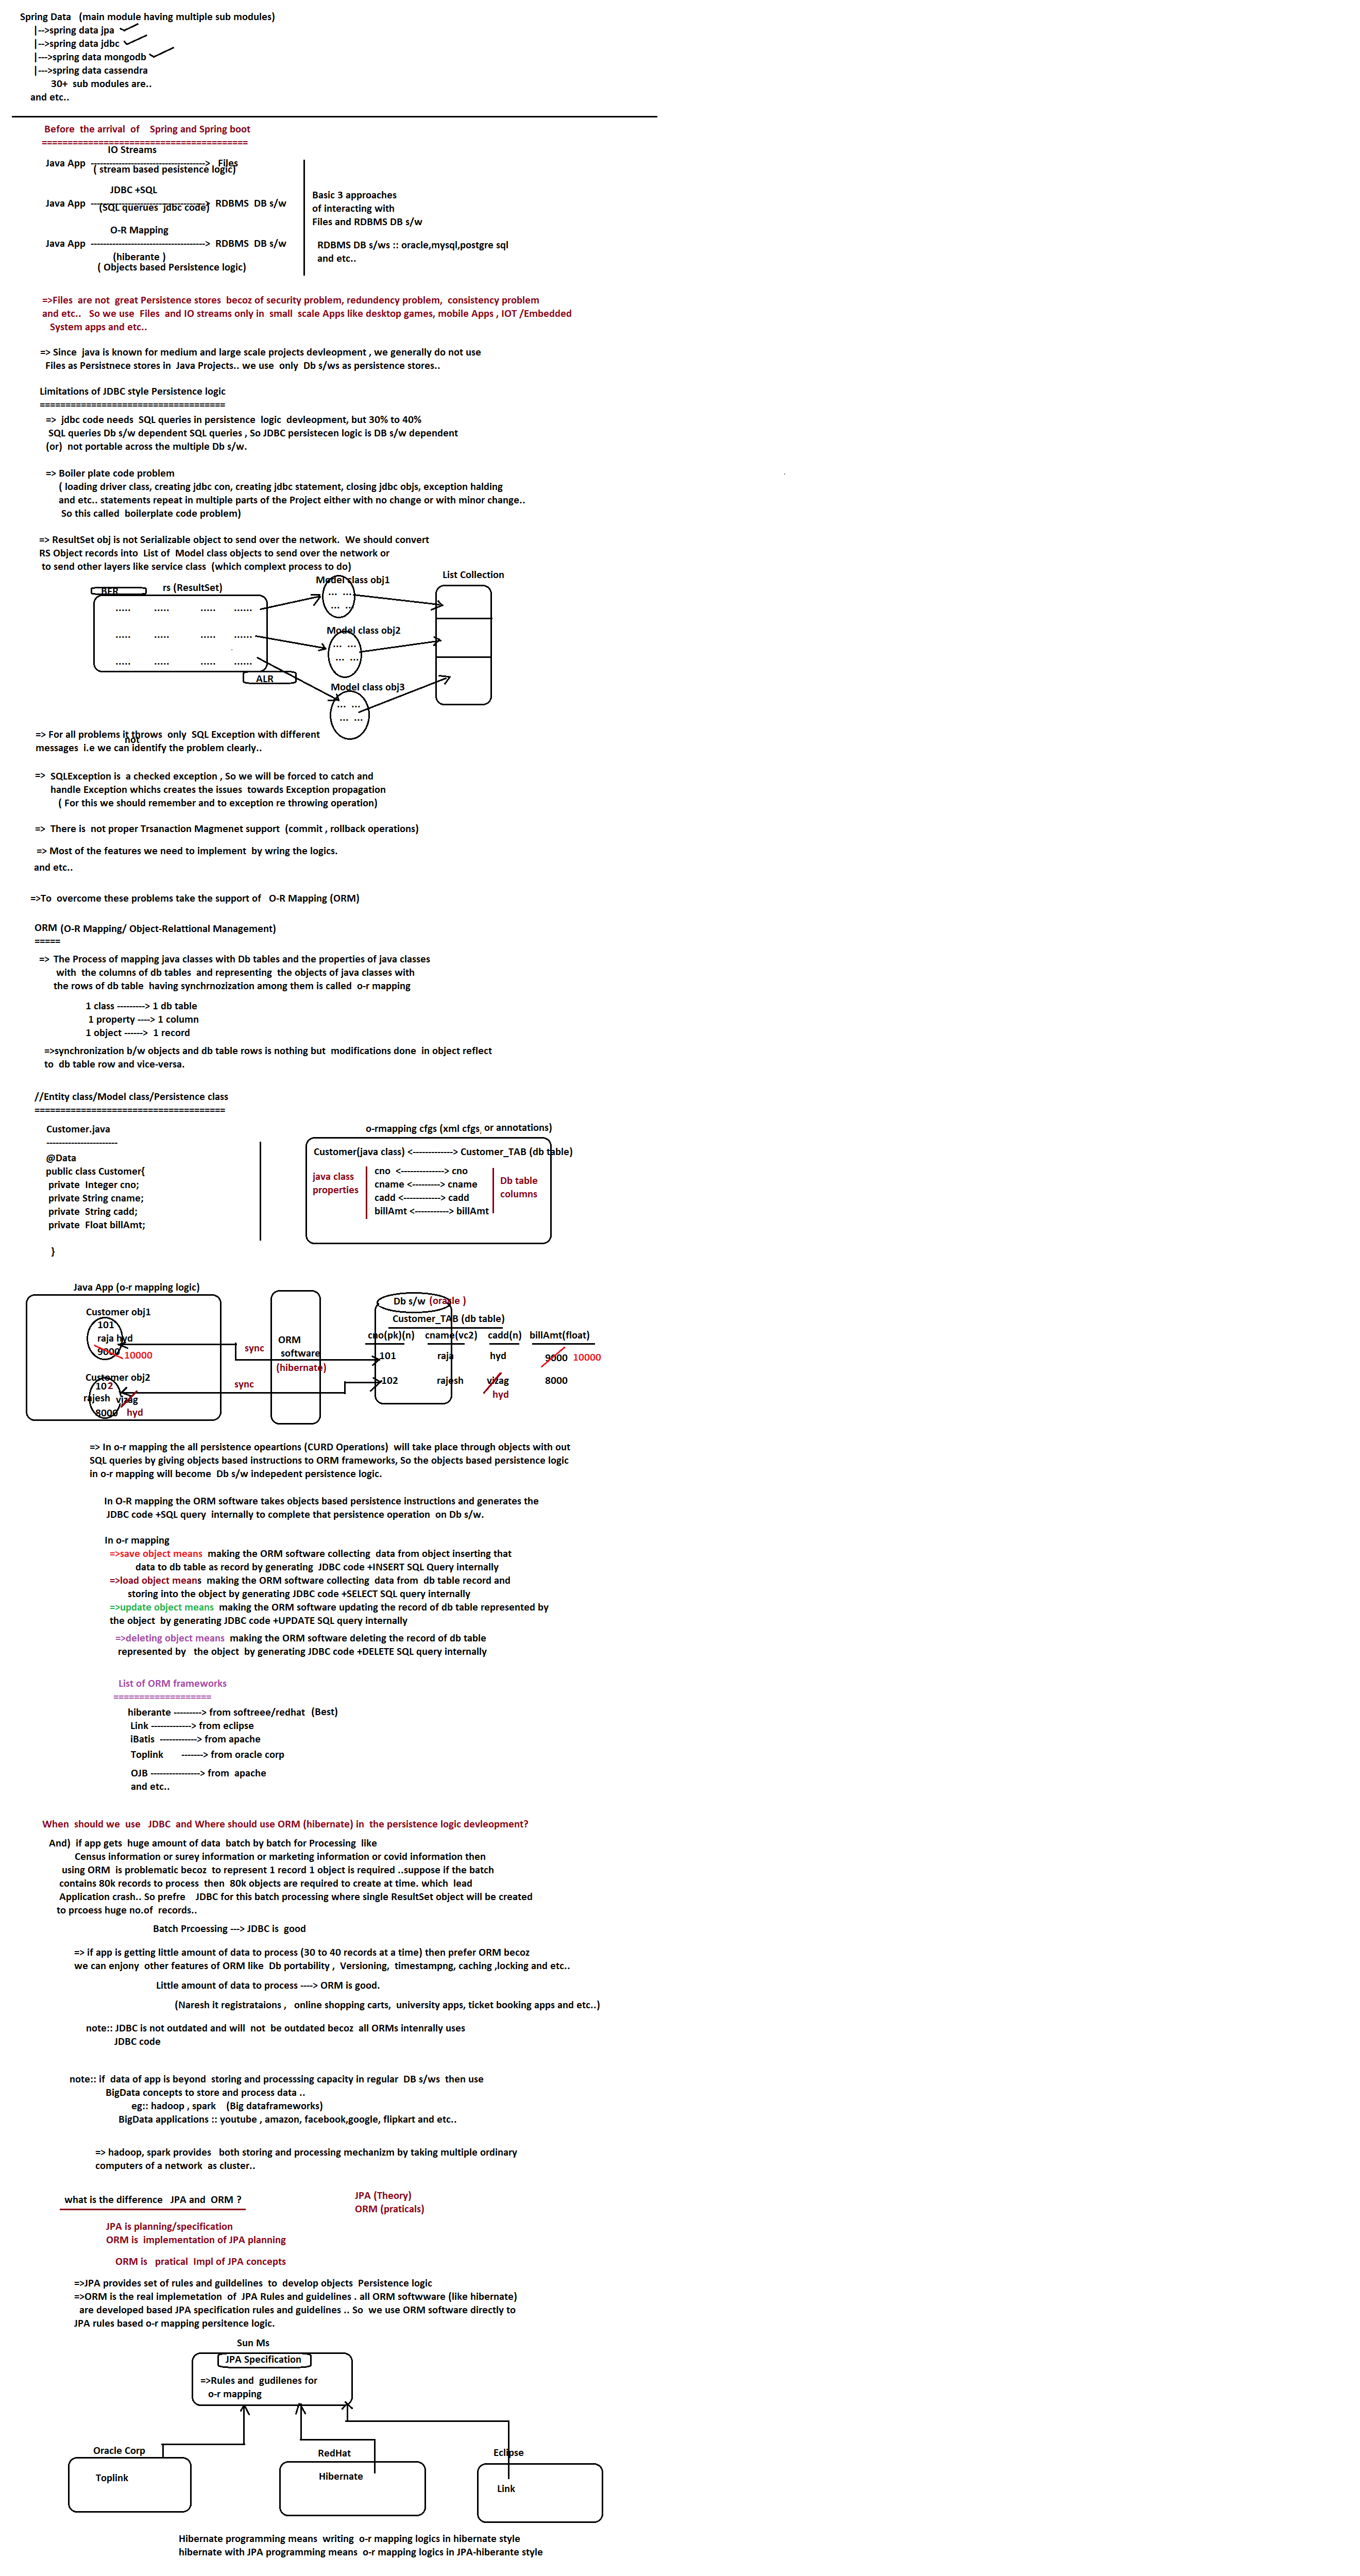 Spring Data   (main module having multiple sub modules)
|-->spring data jpa
|-->spring data jdbc
|--->spring data mongodb
|--->spring data cassendra
30+  sub modules are..
and etc..
Before  the arrival  of    Spring and Spring boot
========================================
IO Streams
Java App  ------------------------------------->   Files
( stream based pesistence logic)
JDBC +SQL
Java App  ------------------------------------->  RDBMS  DB s/w
(SQL querues  jdbc code)
O-R Mapping
Java App  ------------------------------------->  RDBMS  DB s/w
(hiberante )
( Objects based Persistence logic)
Basic 3 approaches
of interacting with
Files and RDBMS DB s/w
RDBMS DB s/ws :: oracle,mysql,postgre sql
and etc..
=>Files  are not  great Persistence stores  becoz of security problem, redundency problem,  consistency problem
and etc..   So we use  Files  and IO streams only in  small  scale Apps like desktop games, mobile Apps , IOT /Embedded
System apps and etc..
=> Since  java is known for medium and large scale projects devleopment , we generally do not use
Files as Persistnece stores in  Java Projects.. we use  only  Db s/ws as persistence stores..
Limitations of JDBC style Persistence logic
====================================
=>  jdbc code needs  SQL queries in persistence  logic  devleopment, but 30% to 40%
SQL queries Db s/w dependent SQL queries , So JDBC persistecen logic is DB s/w dependent
(or)  not portable across the multiple Db s/w.
=> Boiler plate code problem
( loading driver class, creating jdbc con, creating jdbc statement, closing jdbc objs, exception halding
and etc.. statements repeat in multiple parts of the Project either with no change or with minor change..
So this called  boilerplate code problem)
=> ResultSet obj is not Serializable object to send over the network.  We should convert
RS Object records into  List of  Model class objects to send over the network or
to send other layers like service class  (which complext process to do)
List Collection
BFR
rs (ResultSet)
Model class obj1
.....   .....   .....   ......
... ...
... ...
Model class obj2
.....   .....   .....   ......
... ...
... ...
.....   .....   .....   ......
ALR
Model class obj3
... ...
... ...
=> For all problems it throws  only  SQL Exception with different
not
messages  i.e we can identify the problem clearly..
=>  SQLException is  a checked exception , So we will be forced to catch and
handle Exception whichs creates the issues  towards Exception propagation
( For this we should remember and to exception re throwing operation)
=>  There is  not proper Trsanaction Magmenet support  (commit , rollback operations)
=> Most of the features we need to implement  by wring the logics.
and etc..
=>To  overcome these problems take the support of   O-R Mapping (ORM)
ORM (O-R Mapping/ Object-Relattional Management)
=====
=>  The Process of mapping java classes with Db tables and the properties of java classes
with  the columns of db tables  and representing  the objects of java classes with
the rows of db table  having synchrnozization among them is called  o-r mapping
1 class ---------> 1 db table
1 property ----> 1 column
1 object ------>  1 record
=>synchronization b/w objects and db table rows is nothing but  modifications done  in object reflect
to  db table row and vice-versa.
//Entity class/Model class/Persistence class
=====================================
Customer.java
-----------------------
@Data
public class Customer{
private  Integer cno;
private String cname;
private  String cadd;
private  Float billAmt;
}
o-rmapping cfgs (xml cfgs, or annotations)
Customer(java class) <-------------> Customer_TAB (db table)
java class
properties
cno  <--------------> cno
cname <---------> cname
cadd <------------> cadd
billAmt <-----------> billAmt
Db table
columns
Java App (o-r mapping logic)
Customer obj1
101
raja hyd
9000 10000
Customer obj2
102
rajesh  vizag
8000  hyd
sync
sync
ORM
software
(hibernate)
Db s/w (oracle )
Customer_TAB (db table)
cno(pk)(n)   cname(vc2)   cadd(n)   billAmt(float)
101   raja   hyd   9000  10000
102   rajesh   vizag   8000
hyd
=> In o-r mapping the all persistence opeartions (CURD Operations)  will take place through objects with out
SQL queries by giving objects based instructions to ORM frameworks, So the objects based persistence logic
in o-r mapping will become  Db s/w indepedent persistence logic.
In O-R mapping the ORM software takes objects based persistence instructions and generates the
JDBC code +SQL query  internally to complete that persistence operation  on Db s/w.
In o-r mapping
=>save object means  making the ORM software collecting  data from object inserting that
data to db table as record by generating  JDBC code +INSERT SQL Query internally
=>load object means  making the ORM software collecting  data from  db table record and
storing into the object by generating JDBC code +SELECT SQL query internally
=>update object means  making the ORM software updating the record of db table represented by
the object  by generating JDBC code +UPDATE SQL query internally
=>deleting object means  making the ORM software deleting the record of db table
represented by   the object  by generating JDBC code +DELETE SQL query internally
List of ORM frameworks
===================
hiberante ---------> from softreee/redhat  (Best)
Link -------------> from eclipse
iBatis  ------------> from apache
Toplink       -------> from oracle corp
OJB ----------------> from  apache
and etc..
When  should we  use   JDBC  and Where should use ORM (hibernate) in  the persistence logic devleopment?
And)  if app gets  huge amount of data  batch by batch for Processing  like
Census information or surey information or marketing information or covid information then
using ORM  is problematic becoz  to represent 1 record 1 object is required ..suppose if the batch
contains 80k records to process  then  80k objects are required to create at time. which  lead
Application crash.. So prefre    JDBC for this batch processing where single ResultSet object will be created
to prcoess huge no.of  records..
Batch Prcoessing ---> JDBC is  good
=> if app is getting little amount of data to process (30 to 40 records at a time) then prefer ORM becoz
we can enjony  other features of ORM like  Db portability ,  Versioning,  timestampng, caching ,locking and etc..
Little amount of data to process ----> ORM is good.
(Naresh it registrataions ,   online shopping carts,  university apps, ticket booking apps and etc..)
note:: JDBC is not outdated and will  not  be outdated becoz  all ORMs intenrally uses
JDBC code
note:: if  data of app is beyond  storing and processsing capacity in regular  DB s/ws  then use
BigData concepts to store and process data ..
eg:: hadoop , spark    (Big dataframeworks)
BigData applications :: youtube , amazon, facebook,google, flipkart and etc..
=> hadoop, spark provides   both storing and processing mechanizm by taking multiple ordinary
computers of a network  as cluster..
what is the difference   JPA and  ORM ?
JPA (Theory)
ORM (praticals)
JPA is planning/specification
ORM is  implementation of JPA planning
ORM is   pratical  Impl of JPA concepts
=>JPA provides set of rules and guildelines  to  develop objects  Persistence logic
=>ORM is the real implemetation  of  JPA Rules and guidelines . all ORM softwware (like hibernate)
are developed based JPA specification rules and guidelines .. So  we use ORM software directly to
JPA rules based o-r mapping persitence logic.
Sun Ms
JPA Specification
=>Rules and  gudilenes for
o-r mapping
Oracle Corp
RedHat
Eclipse
Toplink
Hibernate
Link
Hibernate programming means  writing  o-r mapping logics in hibernate style
hibernate with JPA programming means  o-r mapping logics in JPA-hiberante style